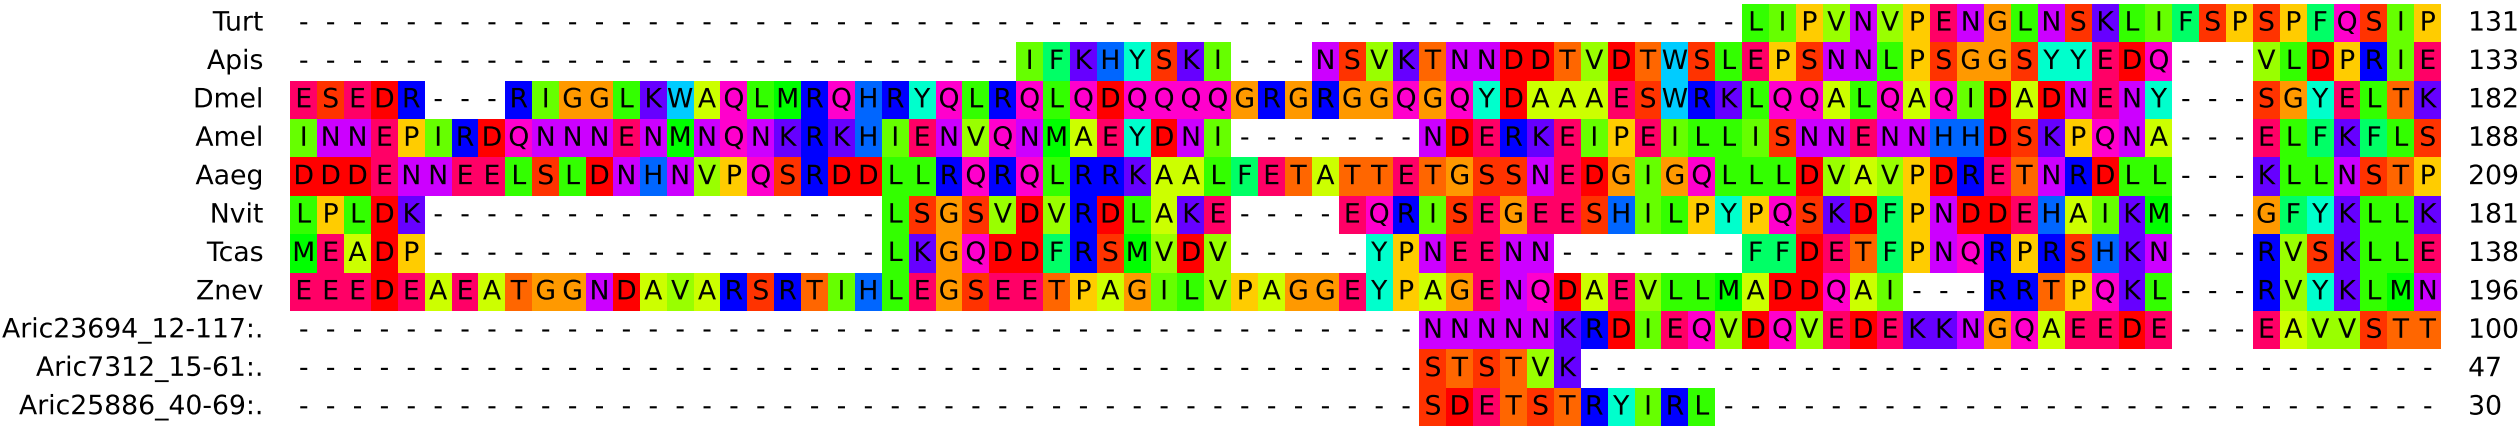 Turt - - - - - - - - - - - - - - - - - - - - - - - - - - - - - - - - - - - - - - - - - - - - - - - - - - - - - - L I P V N V P E N G L N S K L I F S P S P F Q S I P 131
Apis - - - - - - - - - - - - - - - - - - - - - - - - - - - I F K H Y S K I - - - N S V K T N N D D T V D T W S L E P S N N L P S G G S Y Y E D Q - - - V L D P R I E 133
Dmel E S E D R - - - R I G G L K W A Q L M R Q H R Y Q L R Q L Q D Q Q Q Q G R G R G G Q G Q Y D A A A E S W R K L Q Q A L Q A Q I D A D N E N Y - - - S G Y E L T K 182
Amel I N N E P I R D Q N N N E N M N Q N K R K H I E N V Q N M A E Y D N I - - - - - - - N D E R K E I P E I L L I S N N E N N H H D S K P Q N A - - - E L F K F L S 188
Aaeg D D D E N N E E L S L D N H N V P Q S R D D L L R Q R Q L R R K A A L F E T A T T E T G S S N E D G I G Q L L L D V A V P D R E T N R D L L - - - K L L N S T P 209
Nvit L P L D K - - - - - - - - - - - - - - - - - L S G S V D V R D L A K E - - - - E Q R I S E G E E S H I L P Y P Q S K D F P N D D E H A I K M - - - G F Y K L L K 181
Tcas M E A D P - - - - - - - - - - - - - - - - - L K G Q D D F R S M V D V - - - - - Y P N E E N N - - - - - - - F F D E T F P N Q R P R S H K N - - - R V S K L L E 138
Znev E E E D E A E A T G G N D A V A R S R T I H L E G S E E T P A G I L V P A G G E Y P A G E N Q D A E V L L M A D D Q A I - - - R R T P Q K L - - - R V Y K L M N 196
Aric23694_12-117:. - - - - - - - - - - - - - - - - - - - - - - - - - - - - - - - - - - - - - - - - - - N N N N N K R D I E Q V D Q V E D E K K N G Q A E E D E - - - E A V V S T T 100
Aric7312_15-61:. - - - - - - - - - - - - - - - - - - - - - - - - - - - - - - - - - - - - - - - - - - S T S T V K - - - - - - - - - - - - - - - - - - - - - - - - - - - - - - - - 47
Aric25886_40-69:. - - - - - - - - - - - - - - - - - - - - - - - - - - - - - - - - - - - - - - - - - - S D E T S T R Y I R L - - - - - - - - - - - - - - - - - - - - - - - - - - - 30